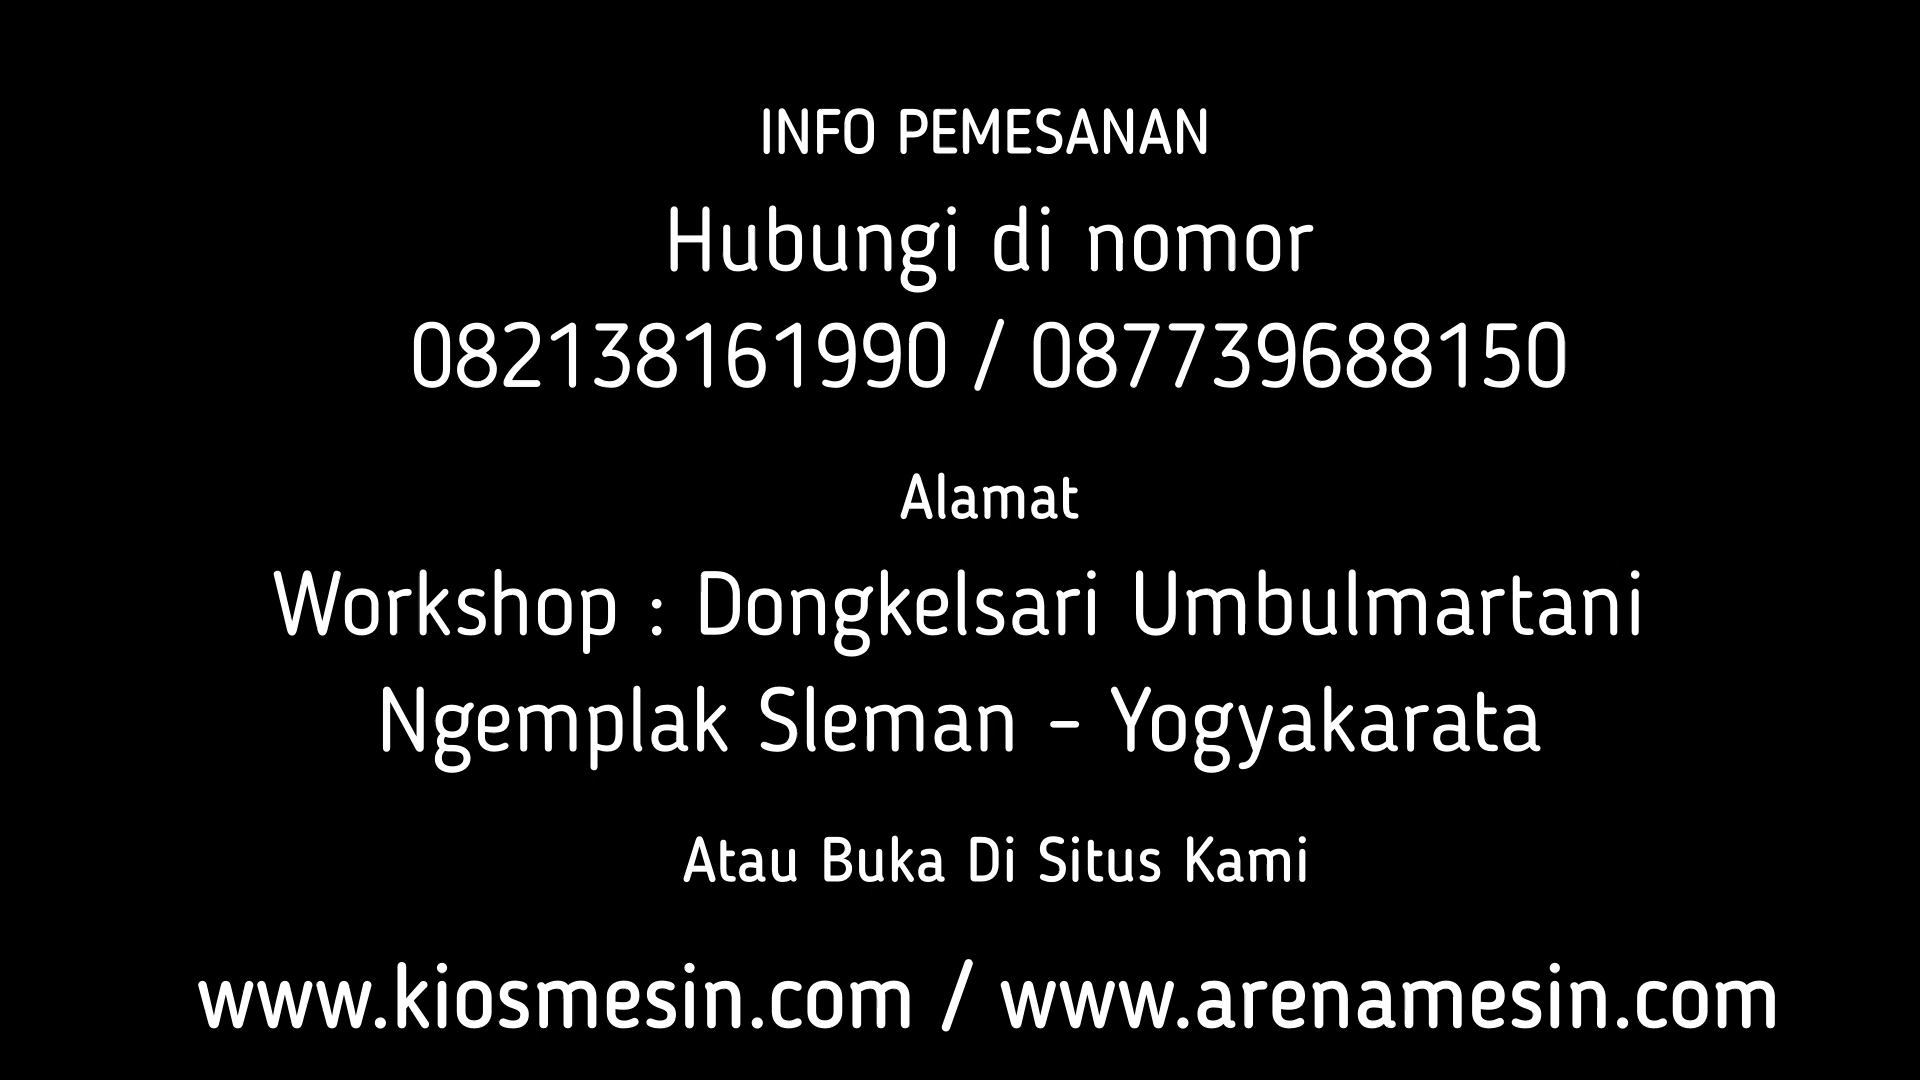 INFO PEMESANAN
Hubungi di nomor
082138161990 / 087739688150
Alamat
Workshop : Dongkelsari Umbulmartani
Ngemplak Sleman - Yogyakarata
Atau Buka Di Situs Kami
www.kiosmesin.com / www.arenamesin.com